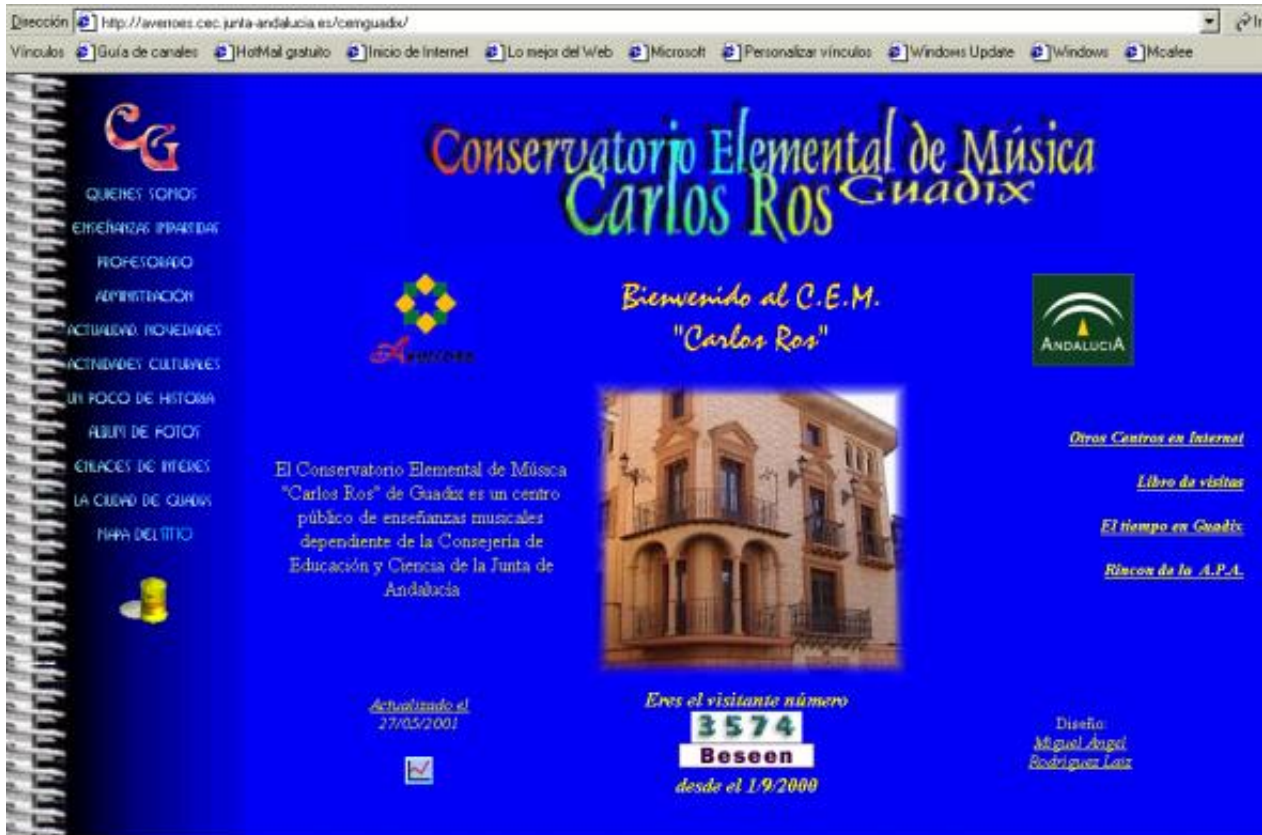 Dirección http://averroes.cec.junta-andalucia.es/cemguadix/
Vínculos Guía de canales HotMail gratuito Inicio de Internet Lo mejor del Web Microsoft Personalizar vínculos Windows Update Windows Mcafee
CG
QUIENES SOMOS
ENSEÑANZAS IMPARTIDAS
PROFESORADO
ADMINISTRACIÓN
ACTUALIDAD. NOVEDADES
ACTIVIDADES CULTURALES
UN POCO DE HISTORIA
ALBUM DE FOTOS
ENLACES DE INTERES
LA CIUDAD DE GUADIX
MAPA DEL SITIO
Conservatorio Elemental de Música
Carlos Ros Guadix
Averroes
Bienvenido al C.E.M.
"Carlos Ros"
ANDALUCIA
El Conservatorio Elemental de Música
"Carlos Ros" de Guadix es un centro
público de enseñanzas musicales
dependiente de la Consejería de
Educación y Ciencia de la Junta de
Andalucía
Otros Centros en Internet
Libro de visitas
El tiempo en Guadix
Rincon de la A.P.A.
Actualizado el
27/05/2001
Eres el visitante número
3574
Beseen
desde el 1/9/2000
Diseño:
Miguel Ángel
Rodríguez Laiz